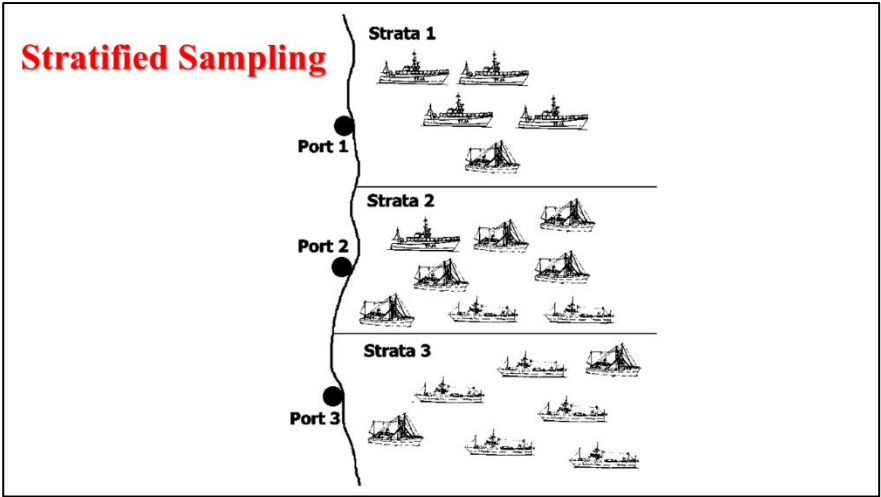 Stratified Sampling
Strata 1
Port 1
Strata 2
Port 2
Strata 3
Port 3